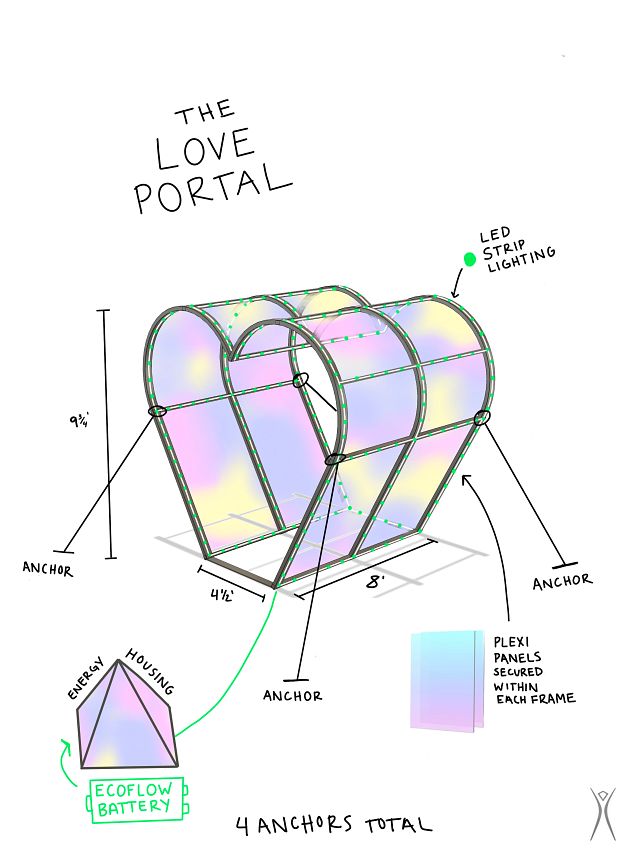 THE
LOVE
PORTAL
LED
STRIP
LIGHTING
9¾'
ANCHOR
4½'
8'
ANCHOR
ANCHOR
PLEXI
PANELS
SECURED
WITHIN
EACH FRAME
ENERGY HOUSING
ECOFLOW
BATTERY
4 ANCHORS TOTAL